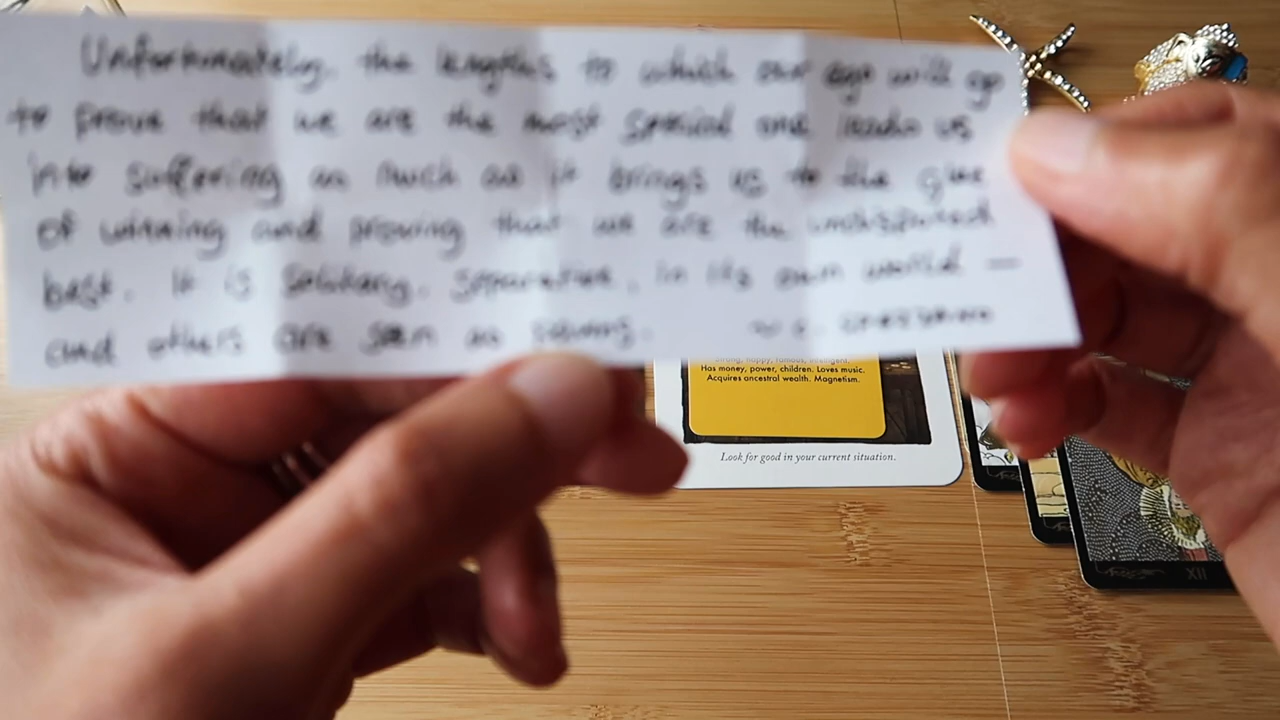 Unfortunately, the lengths to which our ego will go
to prove that we are the most special one leads us
into suffering as much as it brings us to the glee
of winning and proving that we are the undisputed
best. It is solitary, separative, in its own world —
and others are seen as
Has money, power, children. Loves music.
Acquires ancestral wealth. Magnetism.
Look for good in your current situation.
XII